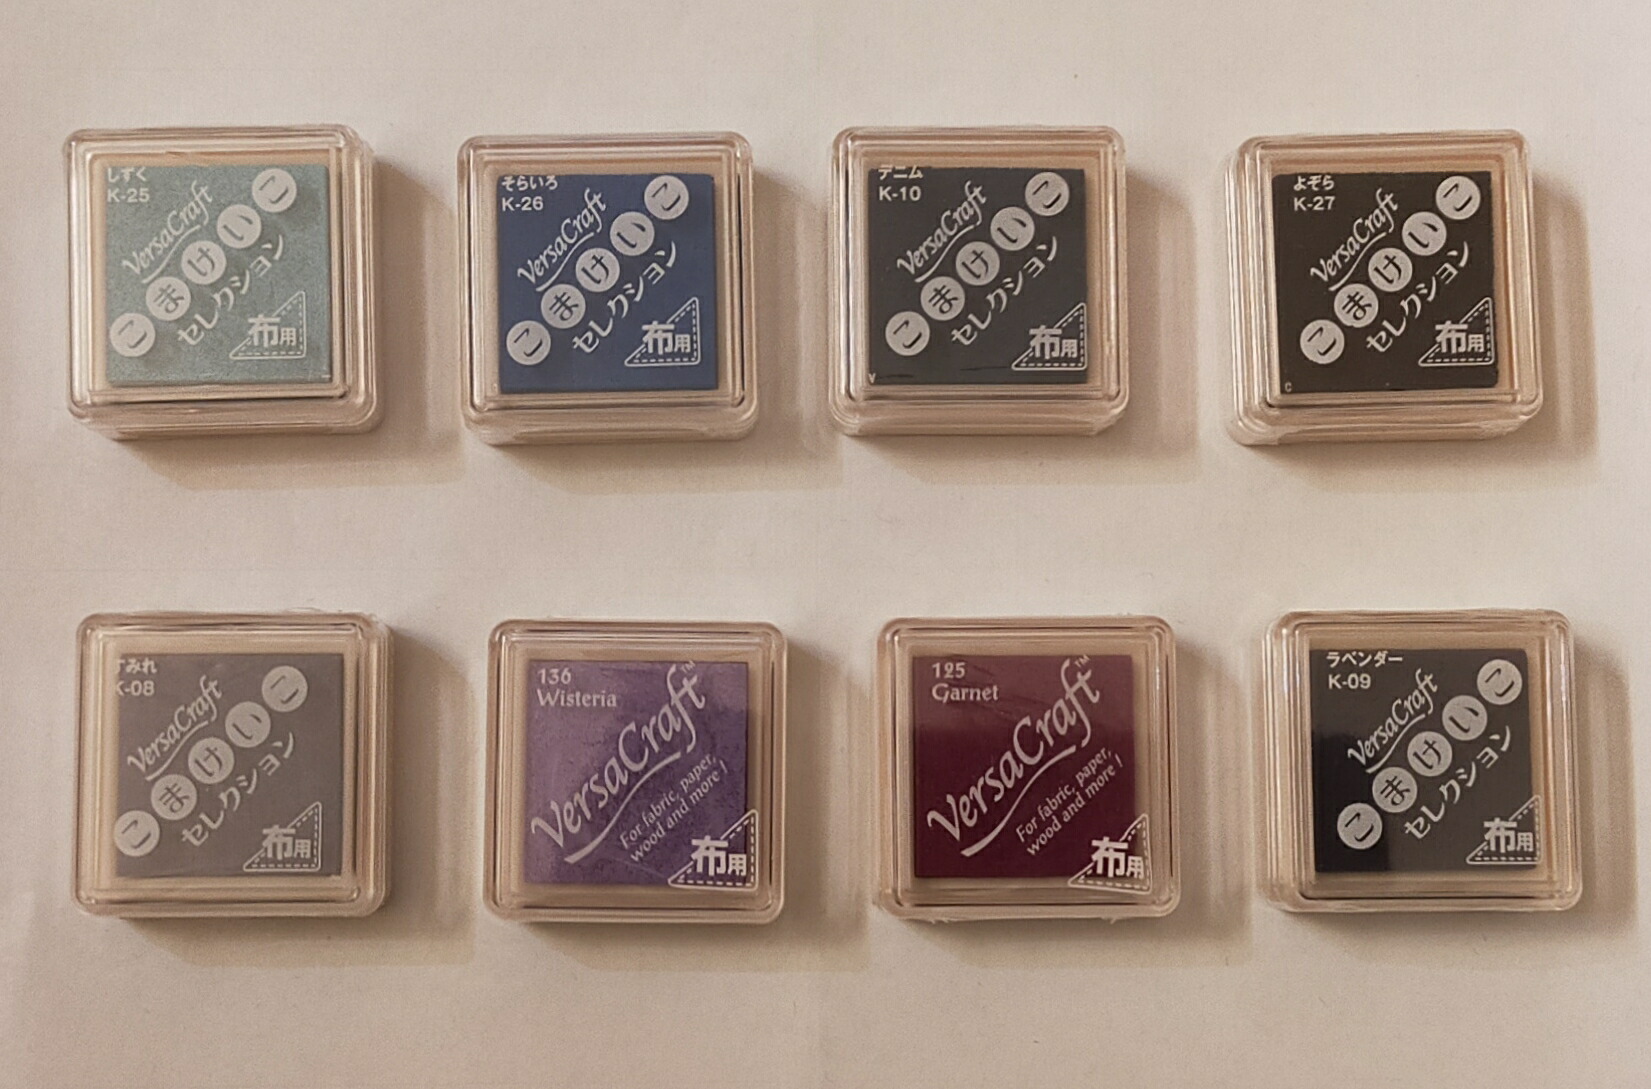 しずく
K-25
VersaCraft
こまけいこ
セレクション
布用
そらいろ
K-26
VersaCraft
こまけいこ
セレクション
布用
デニム
K-10
VersaCraft
こまけいこ
セレクション
布用
V
よぞら
K-27
VersaCraft
こまけいこ
セレクション
布用
C
すみれ
K-08
VersaCraft
こまけいこ
セレクション
布用
136
Wisteria
VersaCraft™
For fabric, paper,
wood and more !
布用
125
Garnet
VersaCraft™
For fabric, paper,
wood and more !
布用
ラベンダー
K-09
VersaCraft
こまけいこ
セレクション
布用